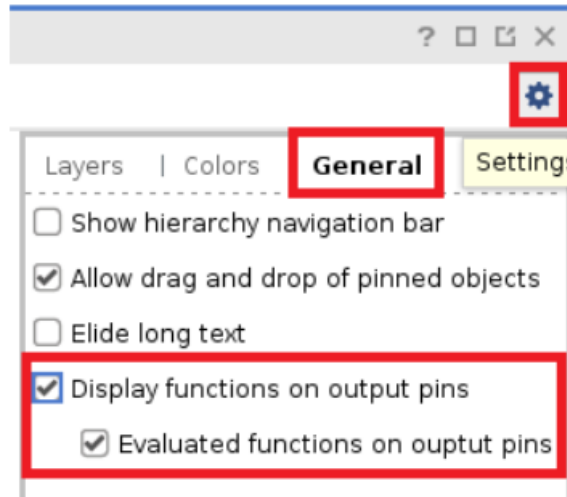 ?
Layers | Colors General Setting
Show hierarchy navigation bar
Allow drag and drop of pinned objects
Elide long text
Display functions on output pins
Evaluated functions on ouptut pins